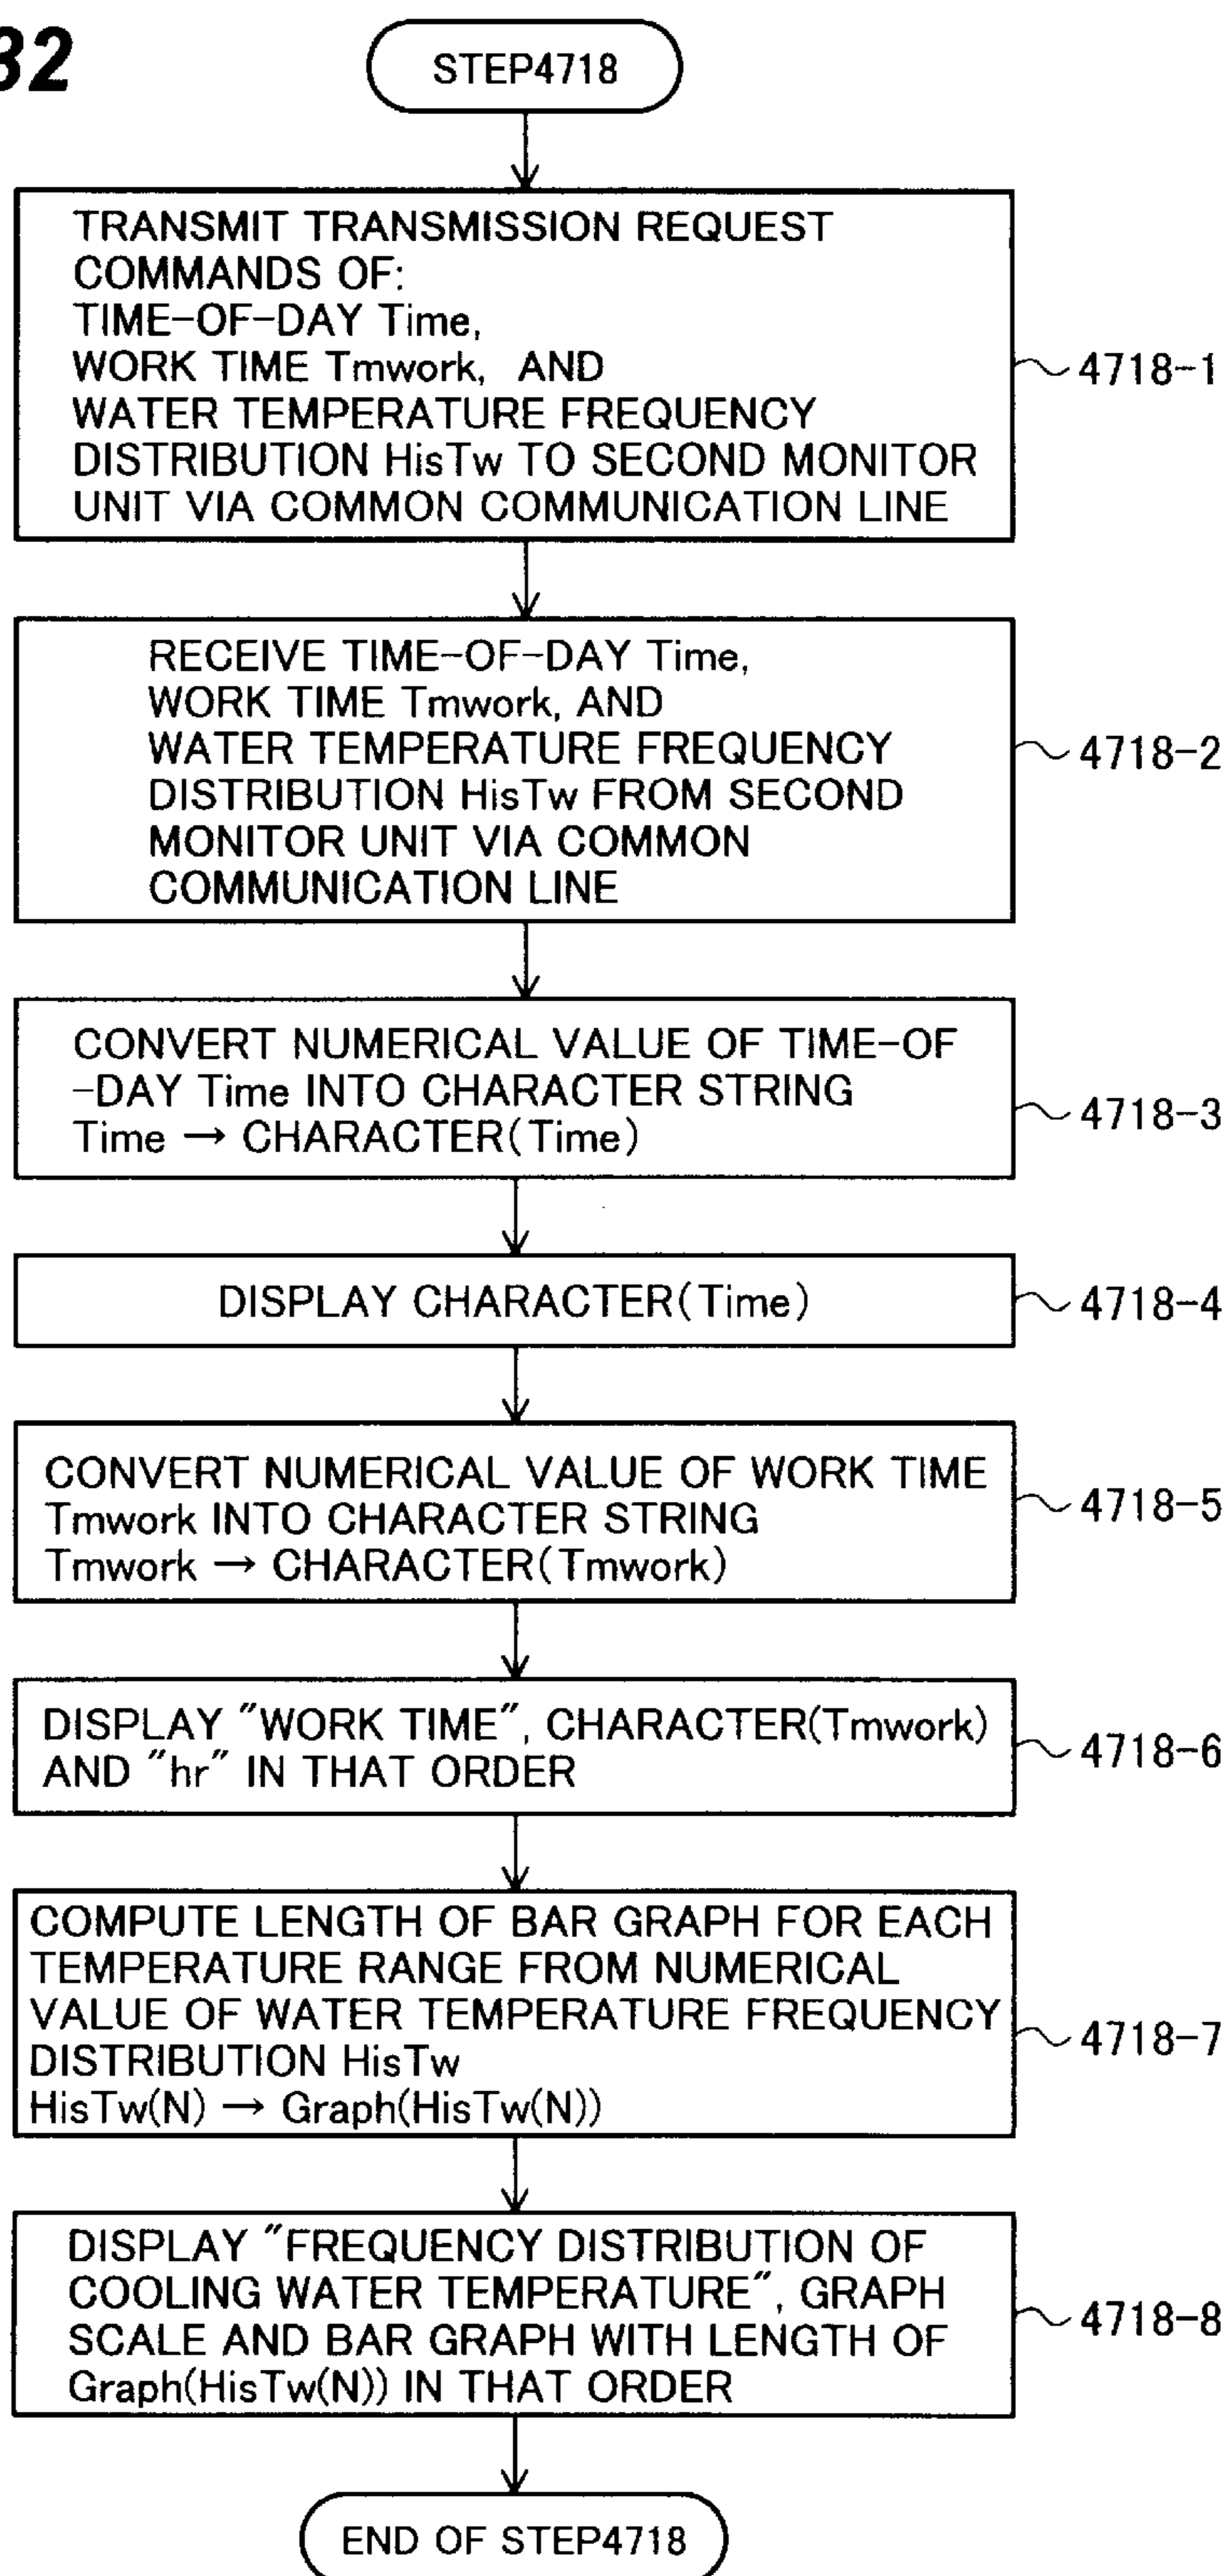 32
STEP4718
TRANSMIT TRANSMISSION REQUEST
COMMANDS OF:
TIME-OF-DAY Time,
WORK TIME Tmwork, AND
WATER TEMPERATURE FREQUENCY
DISTRIBUTION HisTw TO SECOND MONITOR
UNIT VIA COMMON COMMUNICATION LINE
4718-1
RECEIVE TIME-OF-DAY Time,
WORK TIME Tmwork, AND
WATER TEMPERATURE FREQUENCY
DISTRIBUTION HisTw FROM SECOND
MONITOR UNIT VIA COMMON
COMMUNICATION LINE
4718-2
CONVERT NUMERICAL VALUE OF TIME-OF
-DAY Time INTO CHARACTER STRING
Time → CHARACTER(Time)
4718-3
DISPLAY CHARACTER(Time)
4718-4
CONVERT NUMERICAL VALUE OF WORK TIME
Tmwork INTO CHARACTER STRING
Tmwork → CHARACTER(Tmwork)
4718-5
DISPLAY "WORK TIME", CHARACTER(Tmwork)
AND "hr" IN THAT ORDER
4718-6
COMPUTE LENGTH OF BAR GRAPH FOR EACH
TEMPERATURE RANGE FROM NUMERICAL
VALUE OF WATER TEMPERATURE FREQUENCY
DISTRIBUTION HisTw
HisTw(N) → Graph(HisTw(N))
4718-7
DISPLAY "FREQUENCY DISTRIBUTION OF
COOLING WATER TEMPERATURE", GRAPH
SCALE AND BAR GRAPH WITH LENGTH OF
Graph(HisTw(N)) IN THAT ORDER
4718-8
END OF STEP4718